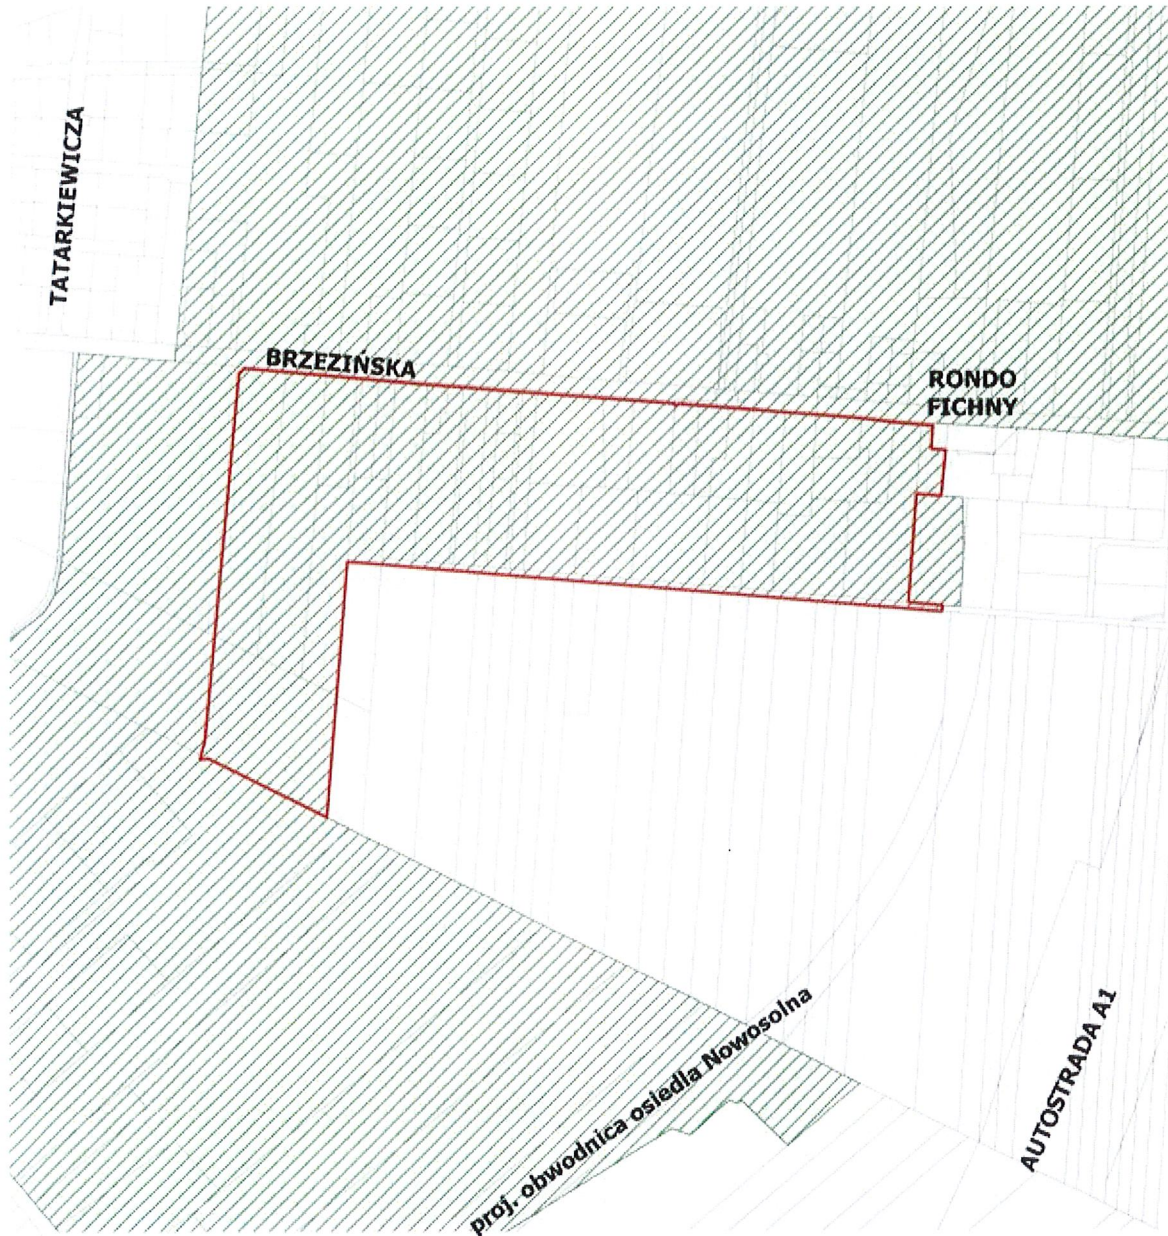 TATARKIEWICZA
BRZEZIŃSKA
RONDO
FICHNY
proj. obwodnica osiedla Nowosolna
AUTOSTRADA A1